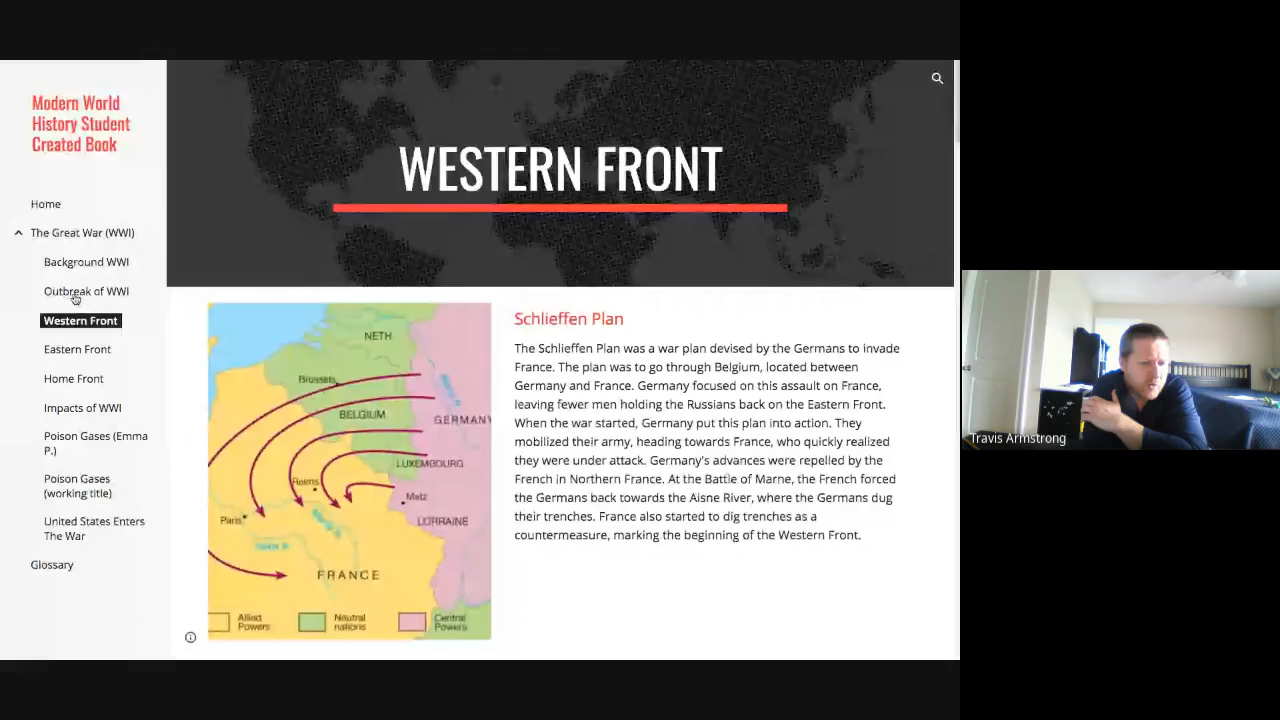 Modern World
History Student
Created Book
Home
The Great War (WWI)
Background WWI
Outbreak of WWI
Western Front
Eastern Front
Home Front
Impacts of WWI
Poison Gases (Emma
P.)
Poison Gases
(working title)
United States Enters
The War
Glossary
WESTERN FRONT
NETH
Brussels
BELGIUM
GERMANY
LUXEMBOURG
Reims
Metz
Paris
LORRAINE
FRANCE
Allied
Powers
Neutral
nations
Central
Powers
Schlieffen Plan
The Schlieffen Plan was a war plan devised by the Germans to invade
France. The plan was to go through Belgium, located between
Germany and France. Germany focused on this assault on France,
leaving fewer men holding the Russians back on the Eastern Front.
When the war started, Germany put this plan into action. They
mobilized their army, heading towards France, who quickly realized
they were under attack. Germany's advances were repelled by the
French in Northern France. At the Battle of Marne, the French forced
the Germans back towards the Aisne River, where the Germans dug
their trenches. France also started to dig trenches as a
countermeasure, marking the beginning of the Western Front.
Travis Armstrong